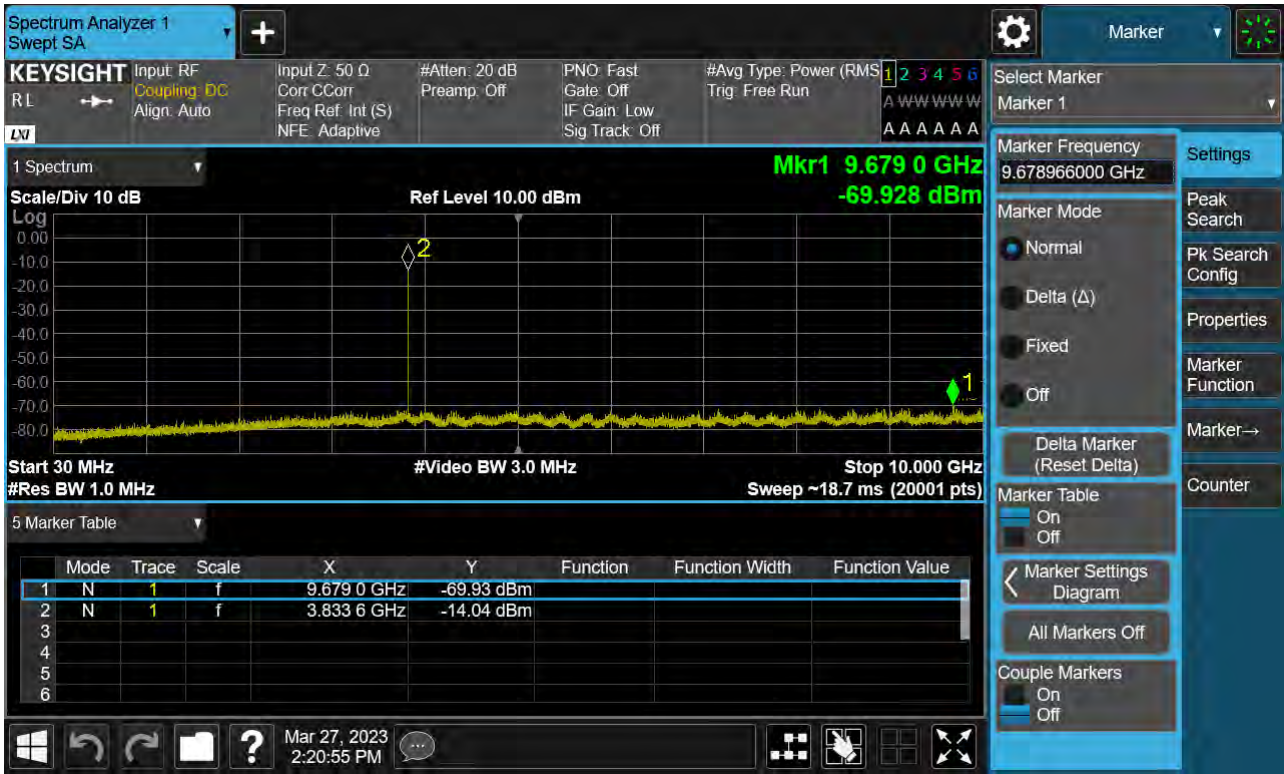 Spectrum Analyzer 1
Swept SA
+
Marker
KEYSIGHT
RL
LXI
Input: RF
Coupling: DC
Align: Auto
Input Z: 50 Ω
Corr CCorr
Freq Ref: Int (S)
NFE: Adaptive
#Atten: 20 dB
Preamp: Off
PNO: Fast
Gate: Off
IF Gain: Low
Sig Track: Off
#Avg Type: Power (RMS
Trig: Free Run
1 2 3 4 5 6
A W W W W W
A A A A A A
Select Marker
Marker 1
1 Spectrum
Mkr1 9.679 0 GHz
Scale/Div 10 dB
Ref Level 10.00 dBm
-69.928 dBm
Log
0.00
-10.0
-20.0
-30.0
-40.0
-50.0
-60.0
-70.0
-80.0
2
1
Start 30 MHz
#Video BW 3.0 MHz
Stop 10.000 GHz
#Res BW 1.0 MHz
Sweep ~18.7 ms (20001 pts)
5 Marker Table
Mode Trace Scale X Y Function Function Width Function Value
1 N 1 f 9.679 0 GHz -69.93 dBm
2 N 1 f 3.833 6 GHz -14.04 dBm
3
4
5
6
Marker Frequency
9.678966000 GHz
Marker Mode
Normal
Delta (Δ)
Fixed
Off
Delta Marker
(Reset Delta)
Marker Table
On
Off
Marker Settings
Diagram
All Markers Off
Couple Markers
On
Off
Settings
Peak
Search
Pk Search
Config
Properties
Marker
Function
Marker→
Counter
?
Mar 27, 2023
2:20:55 PM